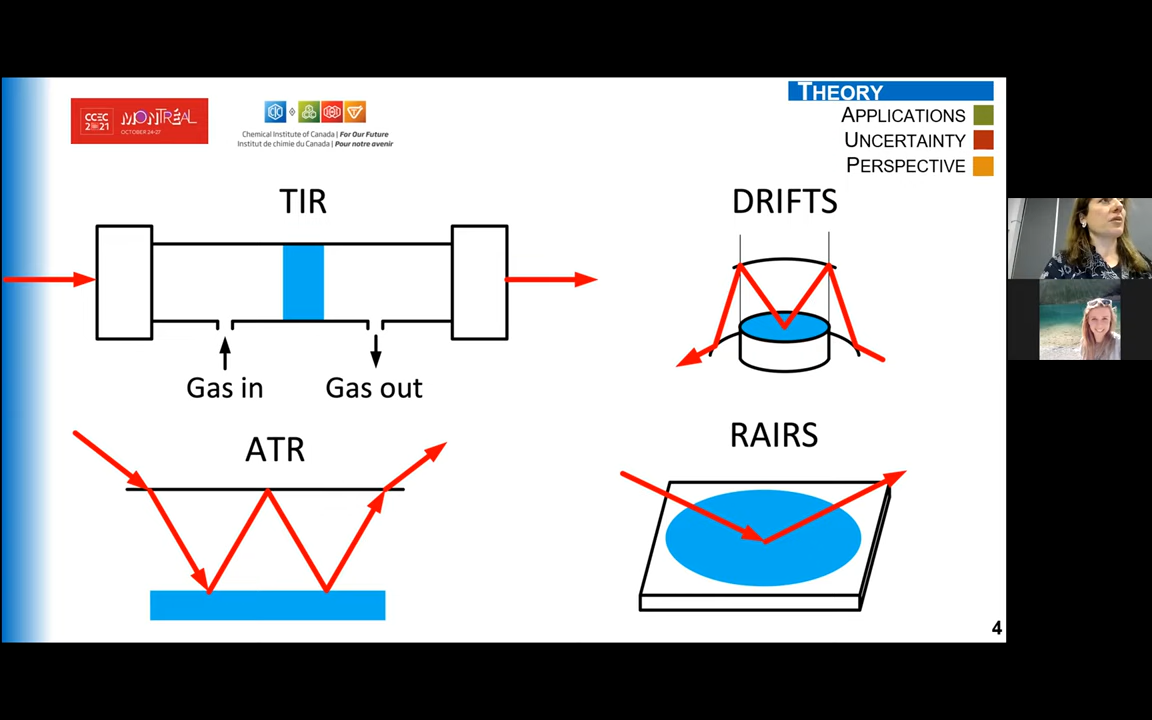 CCEC
2021
MONTRÉAL
OCTOBER 24-27
Chemical Institute of Canada | For Our Future
Institut de chimie du Canada | Pour notre avenir
THEORY
APPLICATIONS
UNCERTAINTY
PERSPECTIVE
TIR
Gas in
Gas out
DRIFTS
ATR
RAIRS
4